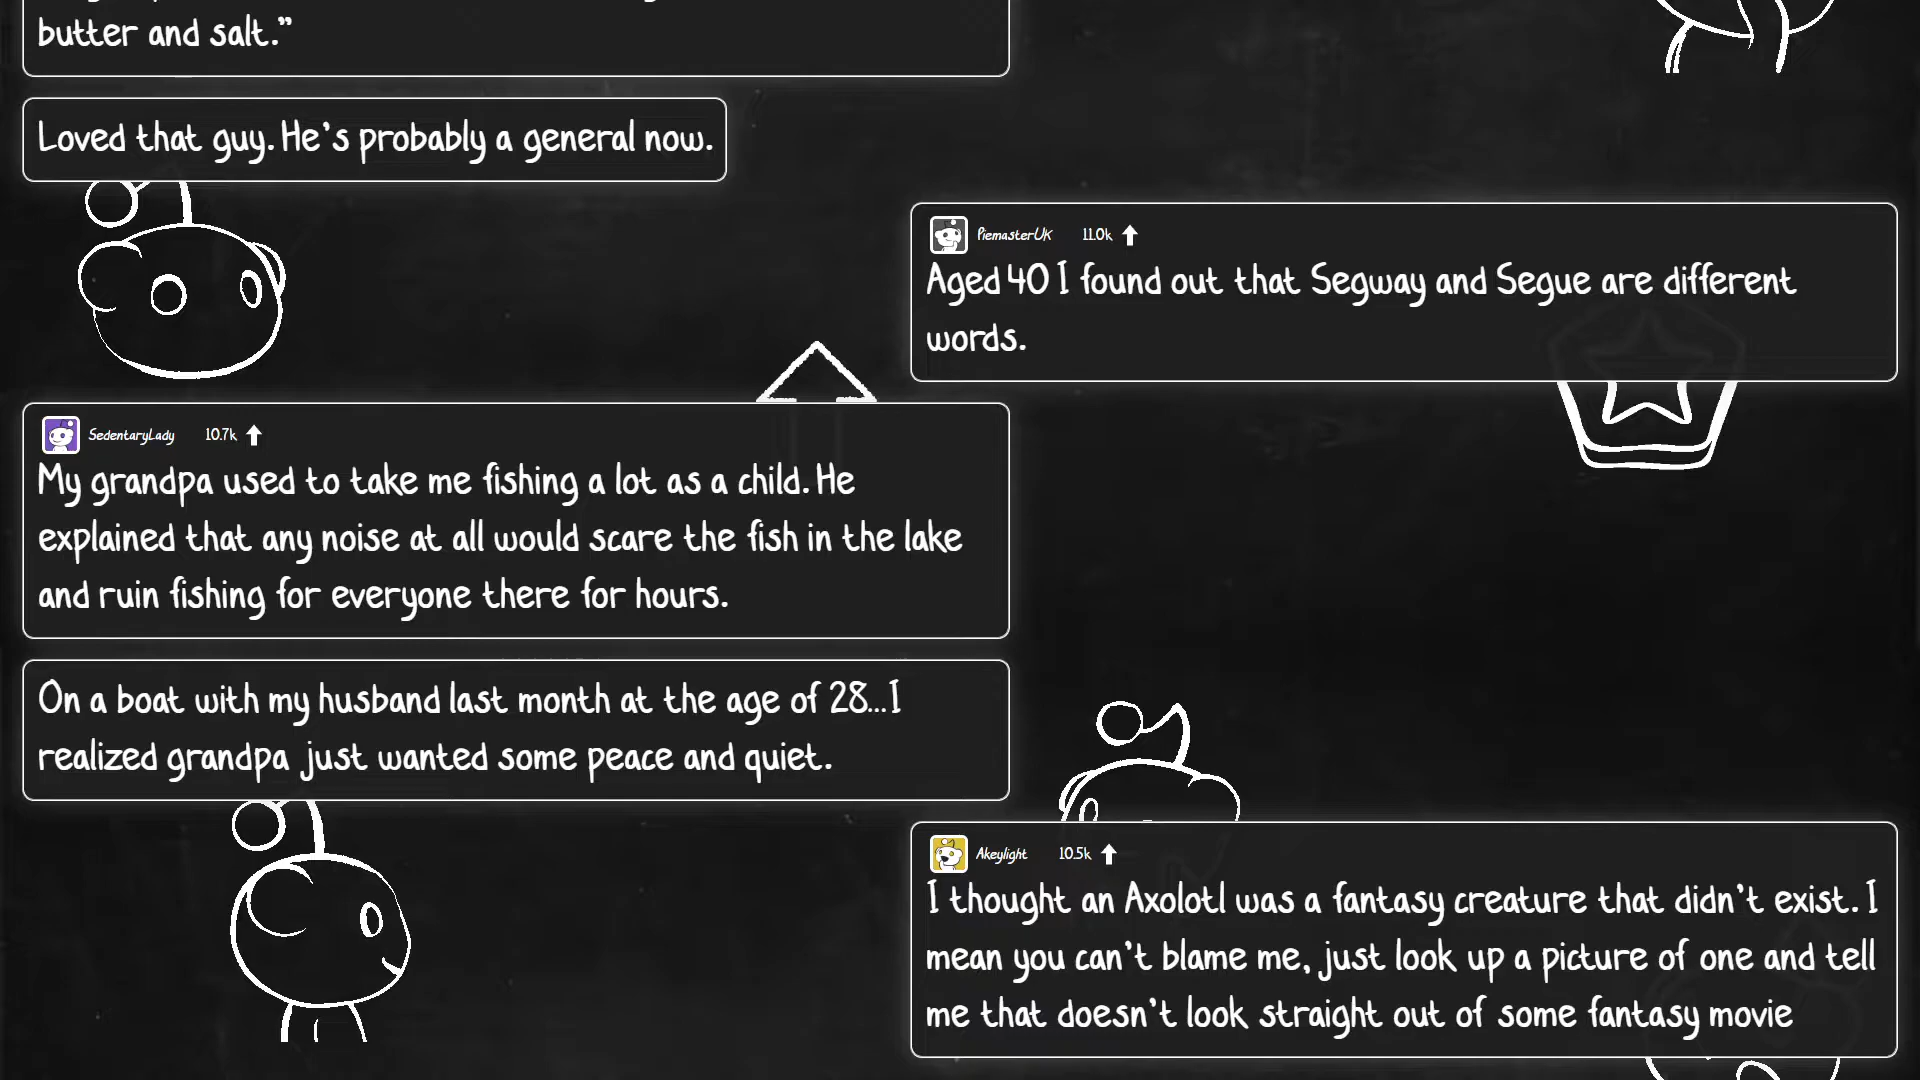 butter and salt.”
Loved that guy. He’s probably a general now.
PiemasterUK 11.0k
Aged 40 I found out that Segway and Segue are different
words.
SedentaryLady 10.7k
My grandpa used to take me fishing a lot as a child. He
explained that any noise at all would scare the fish in the lake
and ruin fishing for everyone there for hours.
On a boat with my husband last month at the age of 28...I
realized grandpa just wanted some peace and quiet.
Akeylight 10.5k
I thought an Axolotl was a fantasy creature that didn’t exist. I
mean you can’t blame me, just look up a picture of one and tell
me that doesn’t look straight out of some fantasy movie